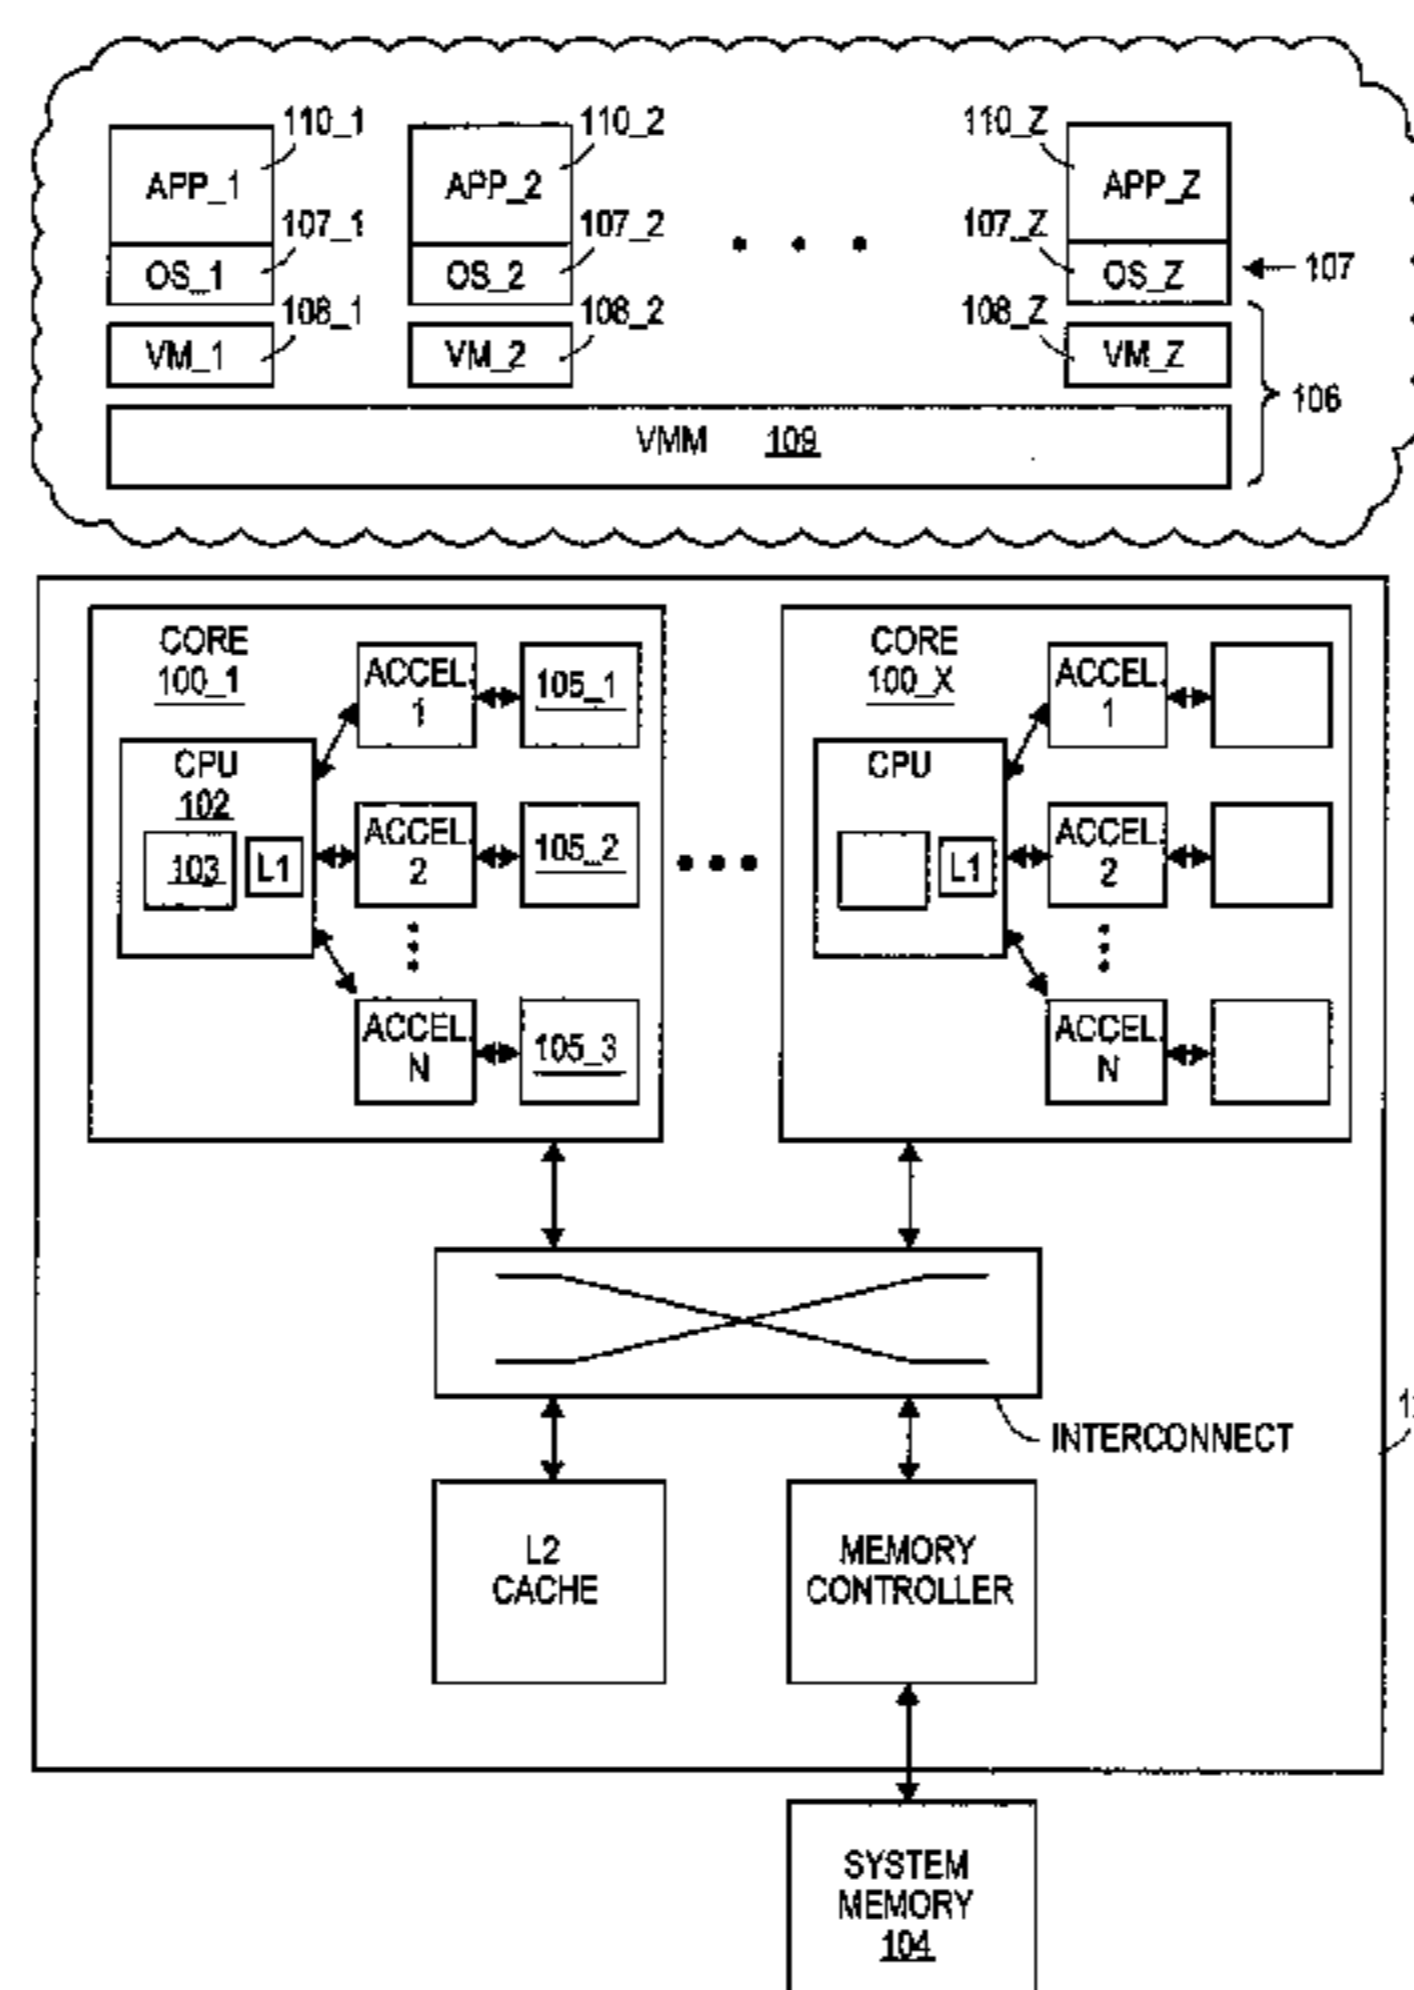 110_1
110_2
110_Z
APP_1
APP_2
APP_Z
107_1
107_2
107_Z
OS_1
OS_2
OS_Z
107
108_1
108_2
108_Z
VM_1
VM_2
VM_Z
106
VMM 109
CORE
100_1
ACCEL.
1
105_1
CPU
102
103
L1
ACCEL.
2
105_2
ACCEL.
N
105_3
CORE
100_X
ACCEL.
1
CPU
L1
ACCEL.
2
ACCEL.
N
INTERCONNECT
L2
CACHE
MEMORY
CONTROLLER
SYSTEM
MEMORY
104